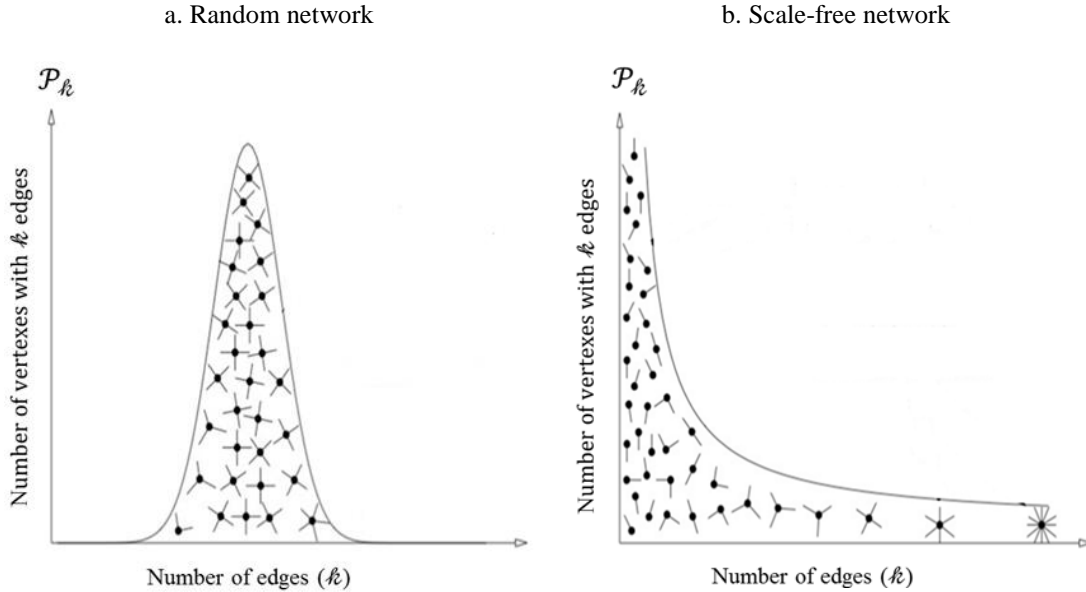 a. Random network
b. Scale-free network
𝒫𝓀
𝒫𝓀
Number of vertexes with 𝓀 edges
Number of vertexes with 𝓀 edges
Number of edges (𝓀)
Number of edges (𝓀)